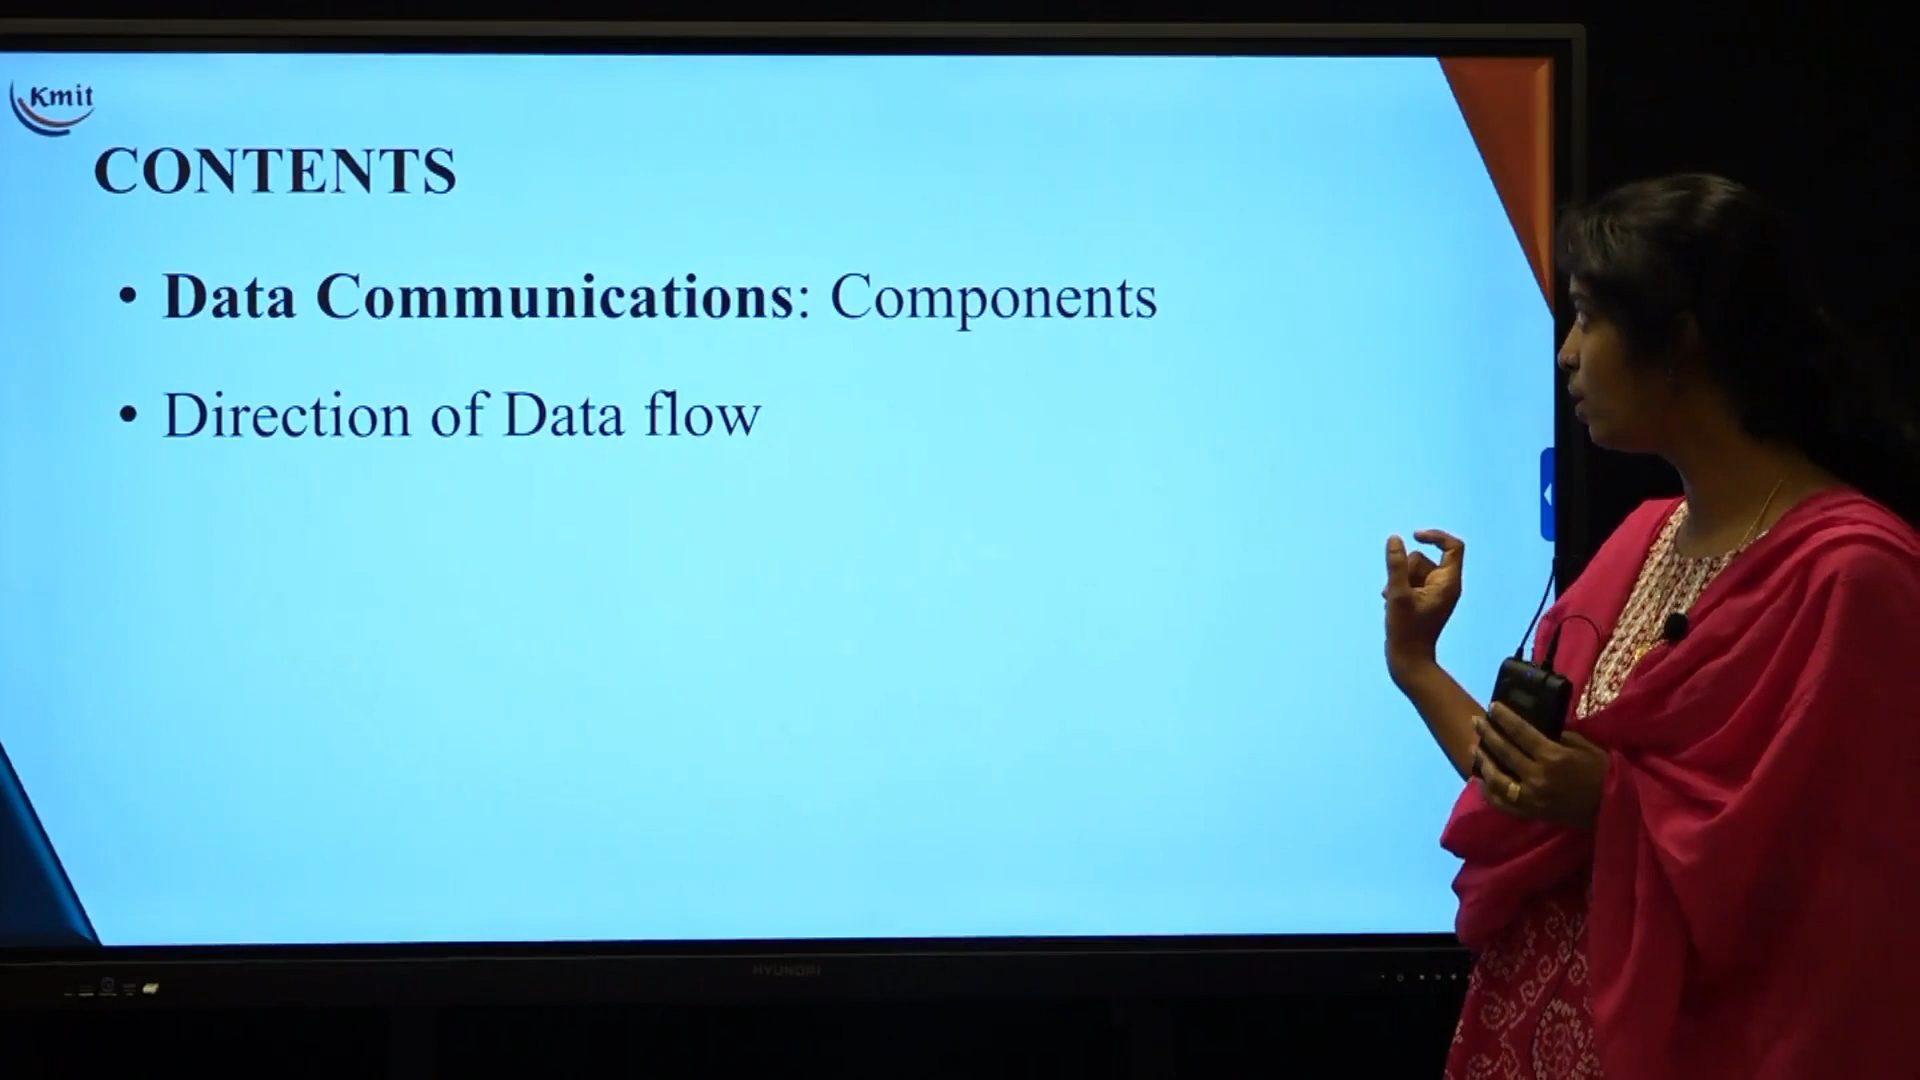 Kmit
CONTENTS
• Data Communications: Components
• Direction of Data flow
HYUNDAI